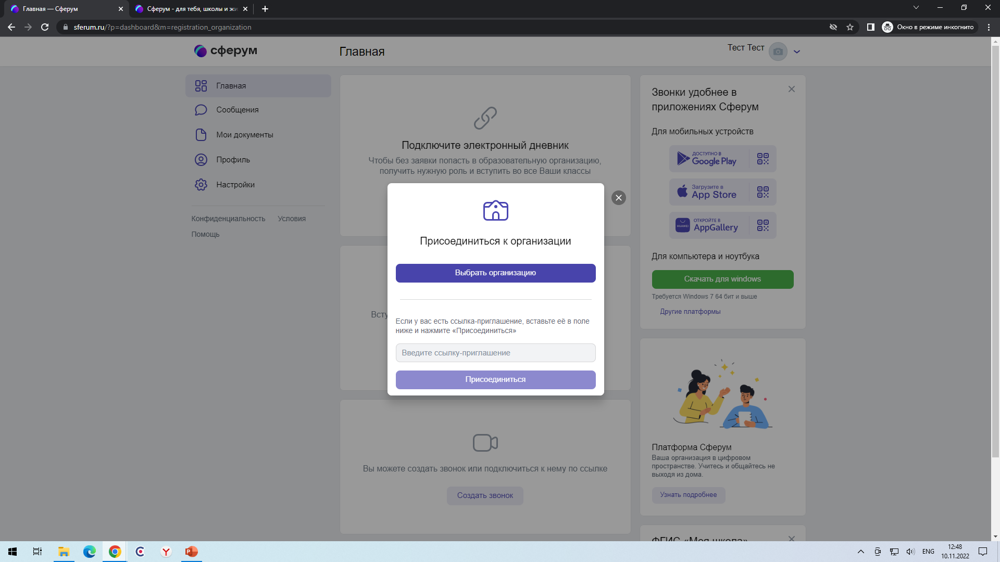 Главная — Сферум
Сферум - для тебя, школы и жи
sferum.ru/?p=dashboard&m=registration_organization
Окно в режиме инкогнито
сферум
Главная
Тест Тест
Главная
Сообщения
Мои документы
Профиль
Настройки
Конфиденциальность Условия
Помощь
Подключите электронный дневник
Чтобы без заявки попасть в образовательную организацию,
получить нужную роль и вступить во все Ваши классы
Присоединиться к организации
Выбрать организацию
Если у вас есть ссылка-приглашение, вставьте её в поле
ниже и нажмите «Присоединиться»
Введите ссылку-приглашение
Присоединиться
Всту
Вы можете создать звонок или подключиться к нему по ссылке
Создать звонок
Звонки удобнее в
приложениях Сферум
Для мобильных устройств
ДОСТУПНО В
Google Play
Загрузите в
App Store
HUAWEI
ОТКРОЙТЕ В
AppGallery
Для компьютера и ноутбука
Скачать для windows
Требуется Windows 7 64 бит и выше
Другие платформы
Платформа Сферум
Ваша организация в цифровом
пространстве. Учитесь и общайтесь не
выходя из дома.
Узнать подробнее
ФГИС «Моя школа»
ENG
12:48
10.11.2022